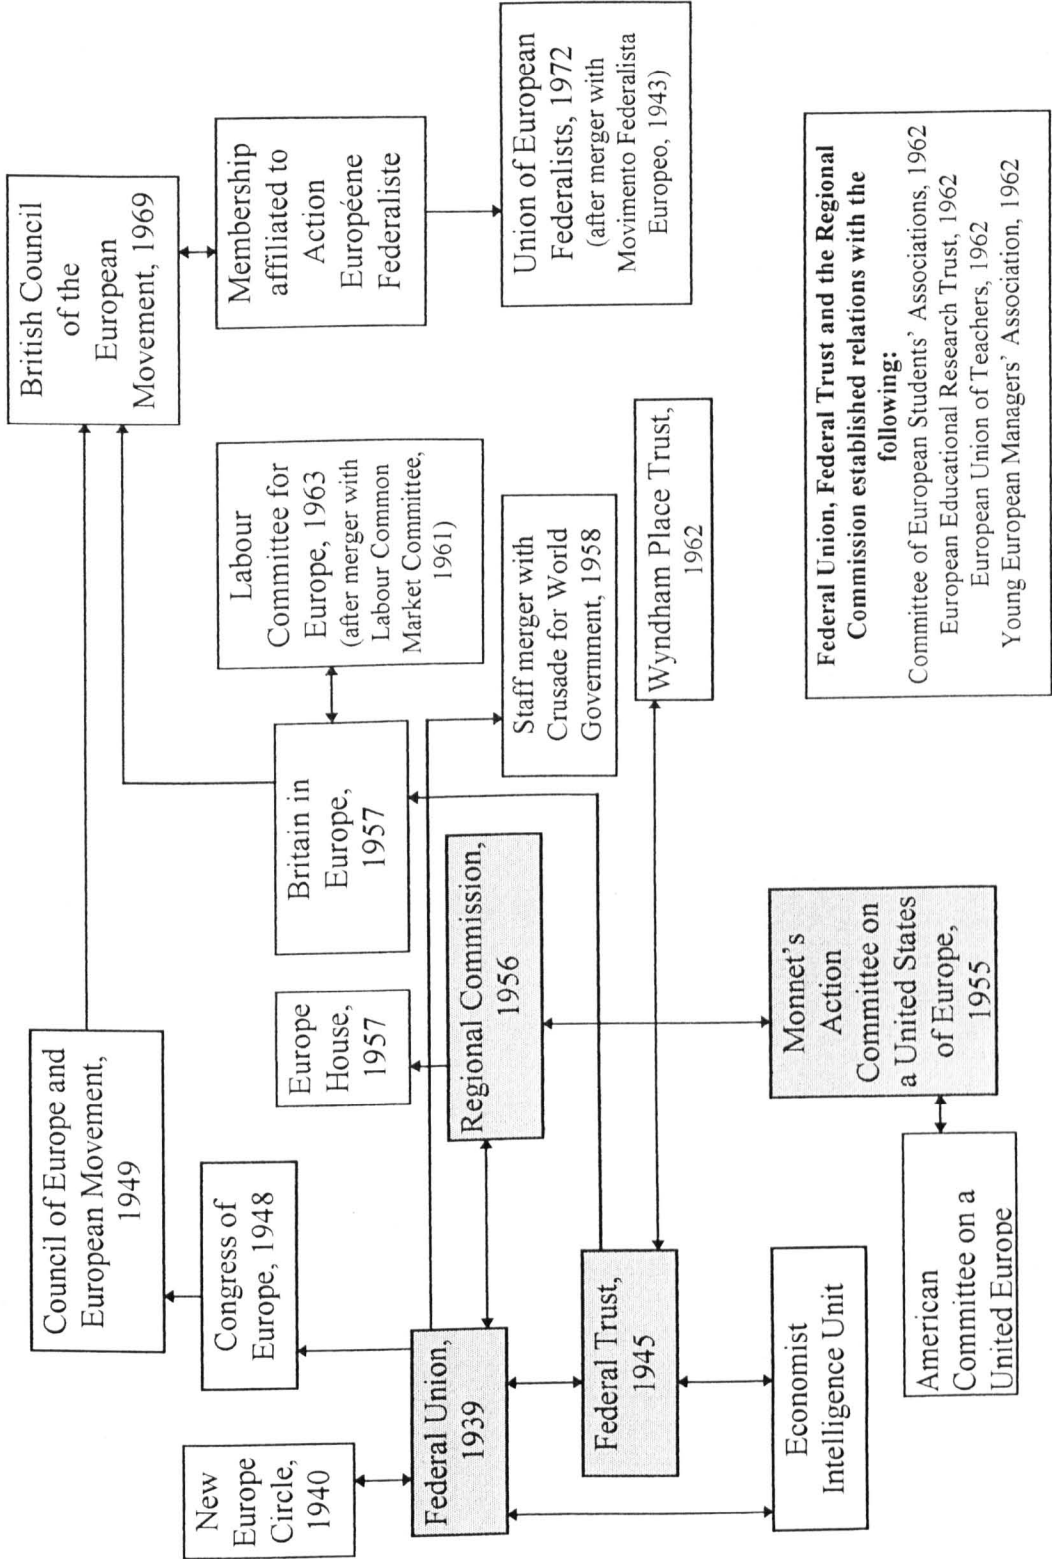 Council of Europe and
European Movement,
1949
British Council
of the
European
Movement, 1969
New
Europe
Circle,
1940
Congress of
Europe, 1948
Europe
House,
1957
Britain in
Europe,
1957
Labour
Committee for
Europe, 1963
(after merger with
Labour Common
Market Committee,
1961)
Membership
affiliated to
Action
Européene
Federaliste
Federal Union,
1939
Regional Commission,
1956
Staff merger with
Crusade for World
Government, 1958
Union of European
Federalists, 1972
(after merger with
Movimento Federalista
Europeo, 1943)
Federal Trust,
1945
Wyndham Place Trust,
1962
Economist
Intelligence Unit
Monnet's
Action
Committee on
a United States
of Europe,
1955
American
Committee on a
United Europe
Federal Union, Federal Trust and the Regional
Commission established relations with the
following:
Committee of European Students' Associations, 1962
European Educational Research Trust, 1962
European Union of Teachers, 1962
Young European Managers' Association, 1962